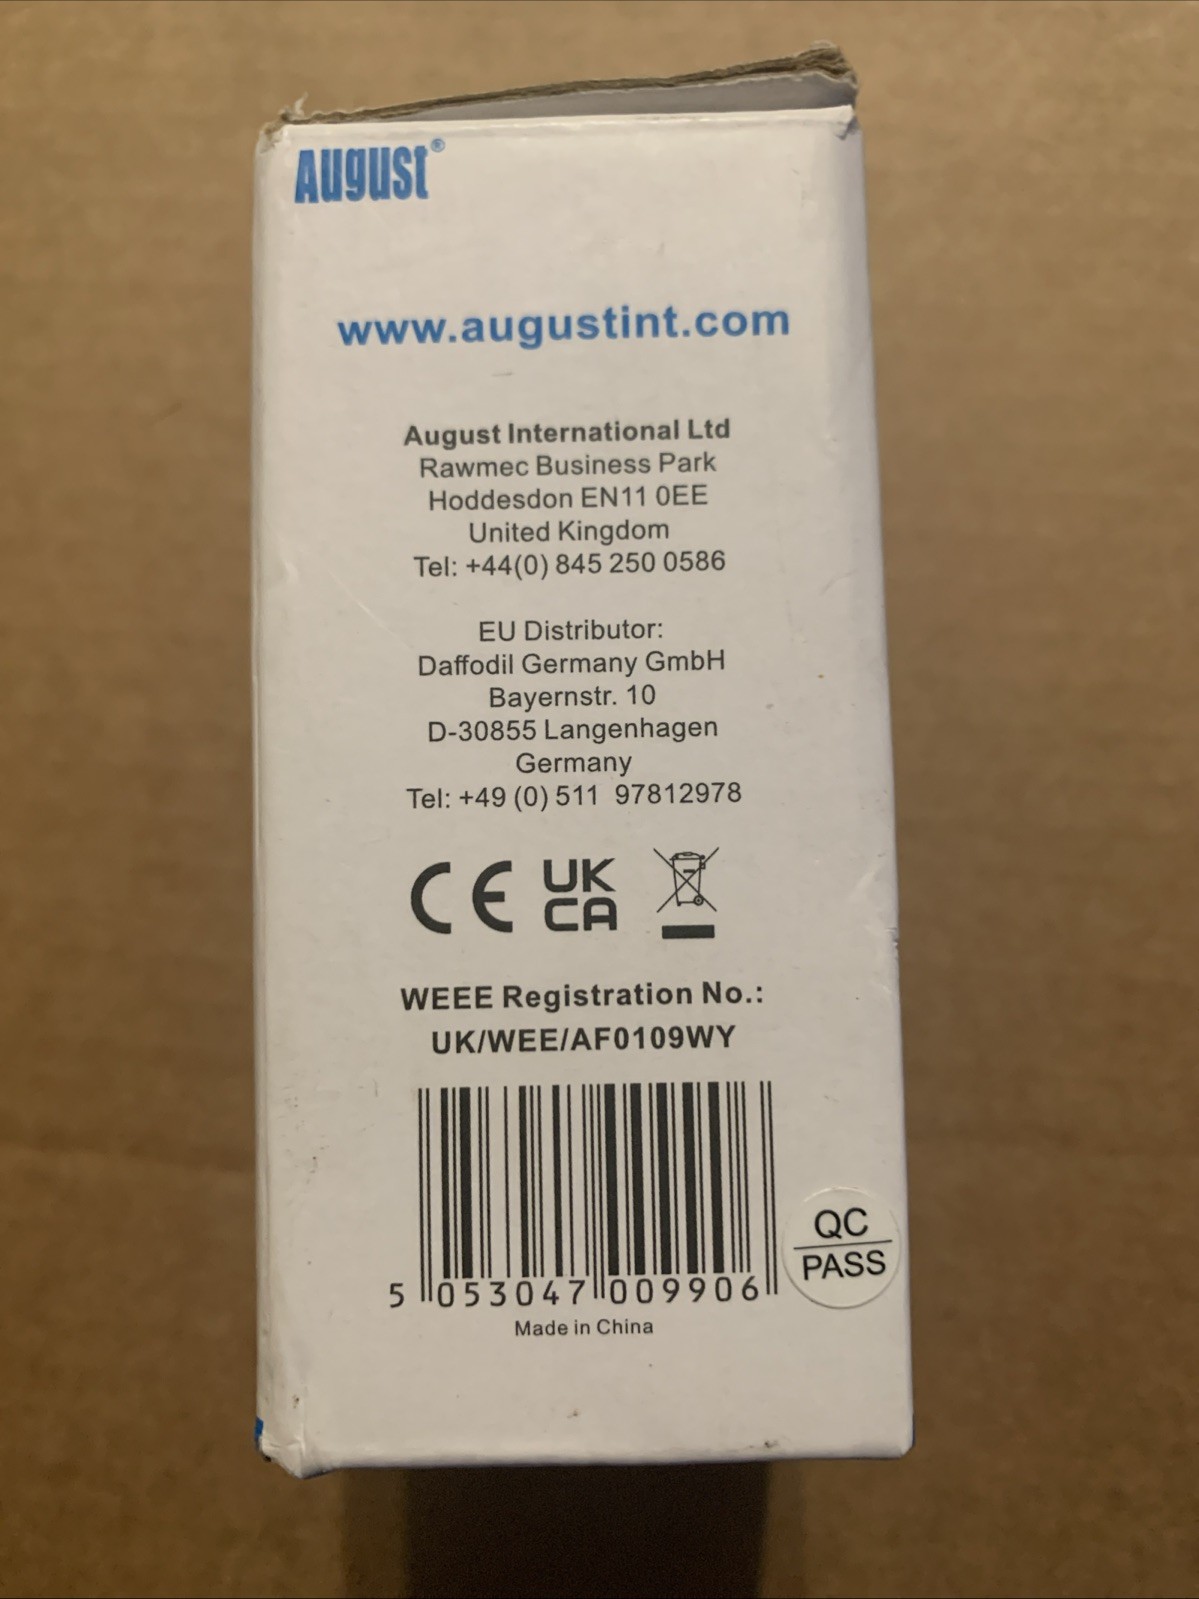 August®
www.augustint.com
August International Ltd
Rawmec Business Park
Hoddesdon EN11 0EE
United Kingdom
Tel: +44(0) 845 250 0586
EU Distributor:
Daffodil Germany GmbH
Bayernstr. 10
D-30855 Langenhagen
Germany
Tel: +49 (0) 511 97812978
CE UK
CA
WEEE Registration No.:
UK/WEE/AF0109WY
5 053047 009906
Made in China
QC
PASS